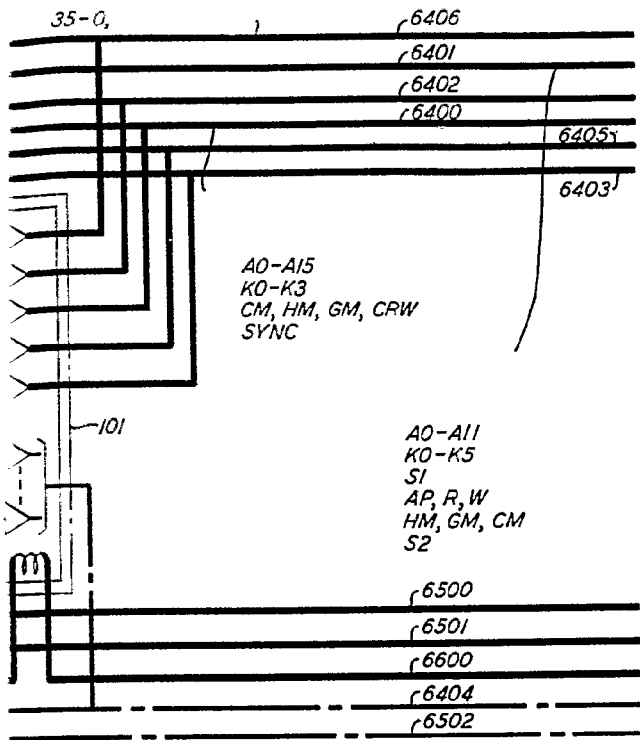 35-0,
6406
6401
6402
6400
6405
6403
A0-A15
K0-K3
CM, HM, GM, CRW
SYNC
101
A0-A11
K0-K5
S1
AP, R, W
HM, GM, CM
S2
6500
6501
6600
6404
6502